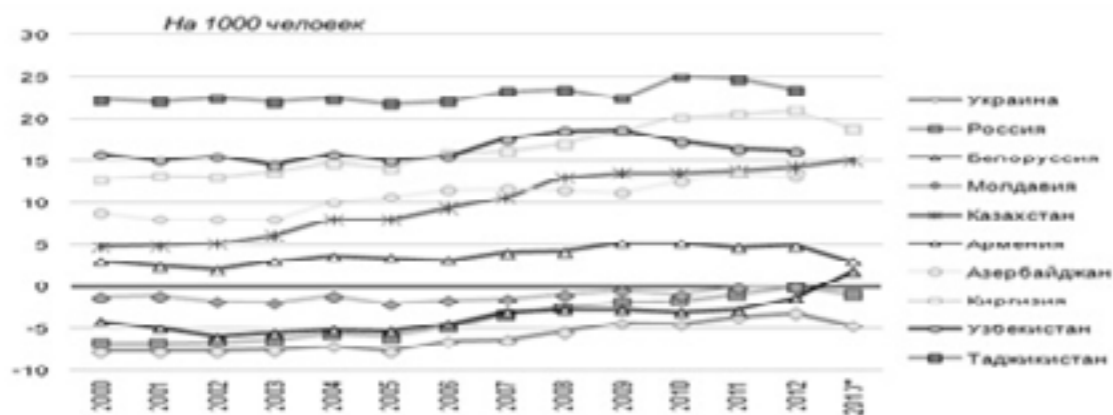 На 1000 человек
30
25
20
15
10
5
0
-5
-10
2000 2001 2002 2003 2004 2005 2006 2007 2008 2009 2010 2011 2012 2013*
Украина
Россия
Белоруссия
Молдавия
Казахстан
Армения
Азербайджан
Киргизия
Узбекистан
Таджикистан